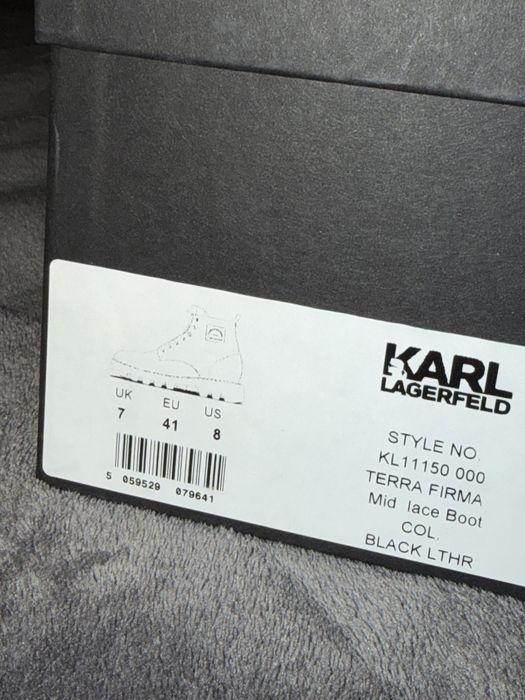 KARL
LAGERFELD
UK EU US
7 41 8
5 059529 079641
STYLE NO.
KL11150 000
TERRA FIRMA
Mid lace Boot
COL.
BLACK LTHR